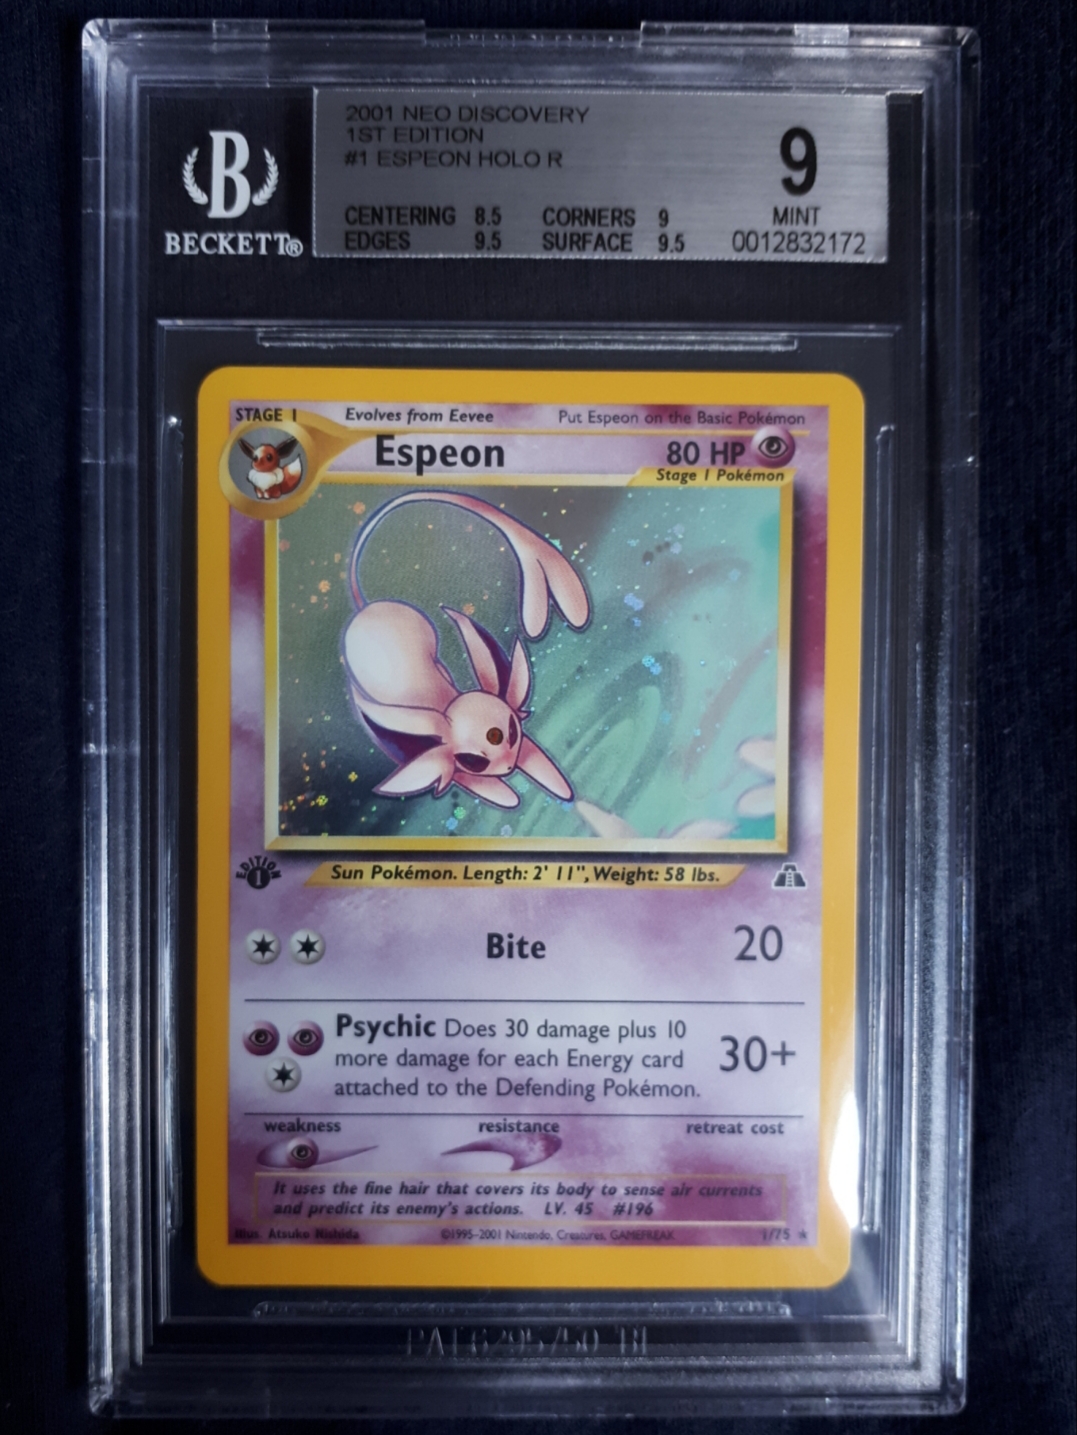 B
BECKETT®
2001 NEO DISCOVERY
1ST EDITION
#1 ESPEON HOLO R
CENTERING 8.5 CORNERS 9
EDGES 9.5 SURFACE 9.5
9
MINT
0012832172
STAGE 1 Evolves from Eevee Put Espeon on the Basic Pokémon
Espeon 80 HP
Stage 1 Pokémon
EDITION
1
Sun Pokémon. Length: 2' 11", Weight: 58 lbs.
Bite 20
Psychic Does 30 damage plus 10
more damage for each Energy card
attached to the Defending Pokémon.
30+
weakness resistance retreat cost
It uses the fine hair that covers its body to sense air currents
and predict its enemy's actions. LV. 45 #196
Illus. Atsuko Nishida ©1995-2001 Nintendo, Creatures, GAMEFREAK 1/75 ★